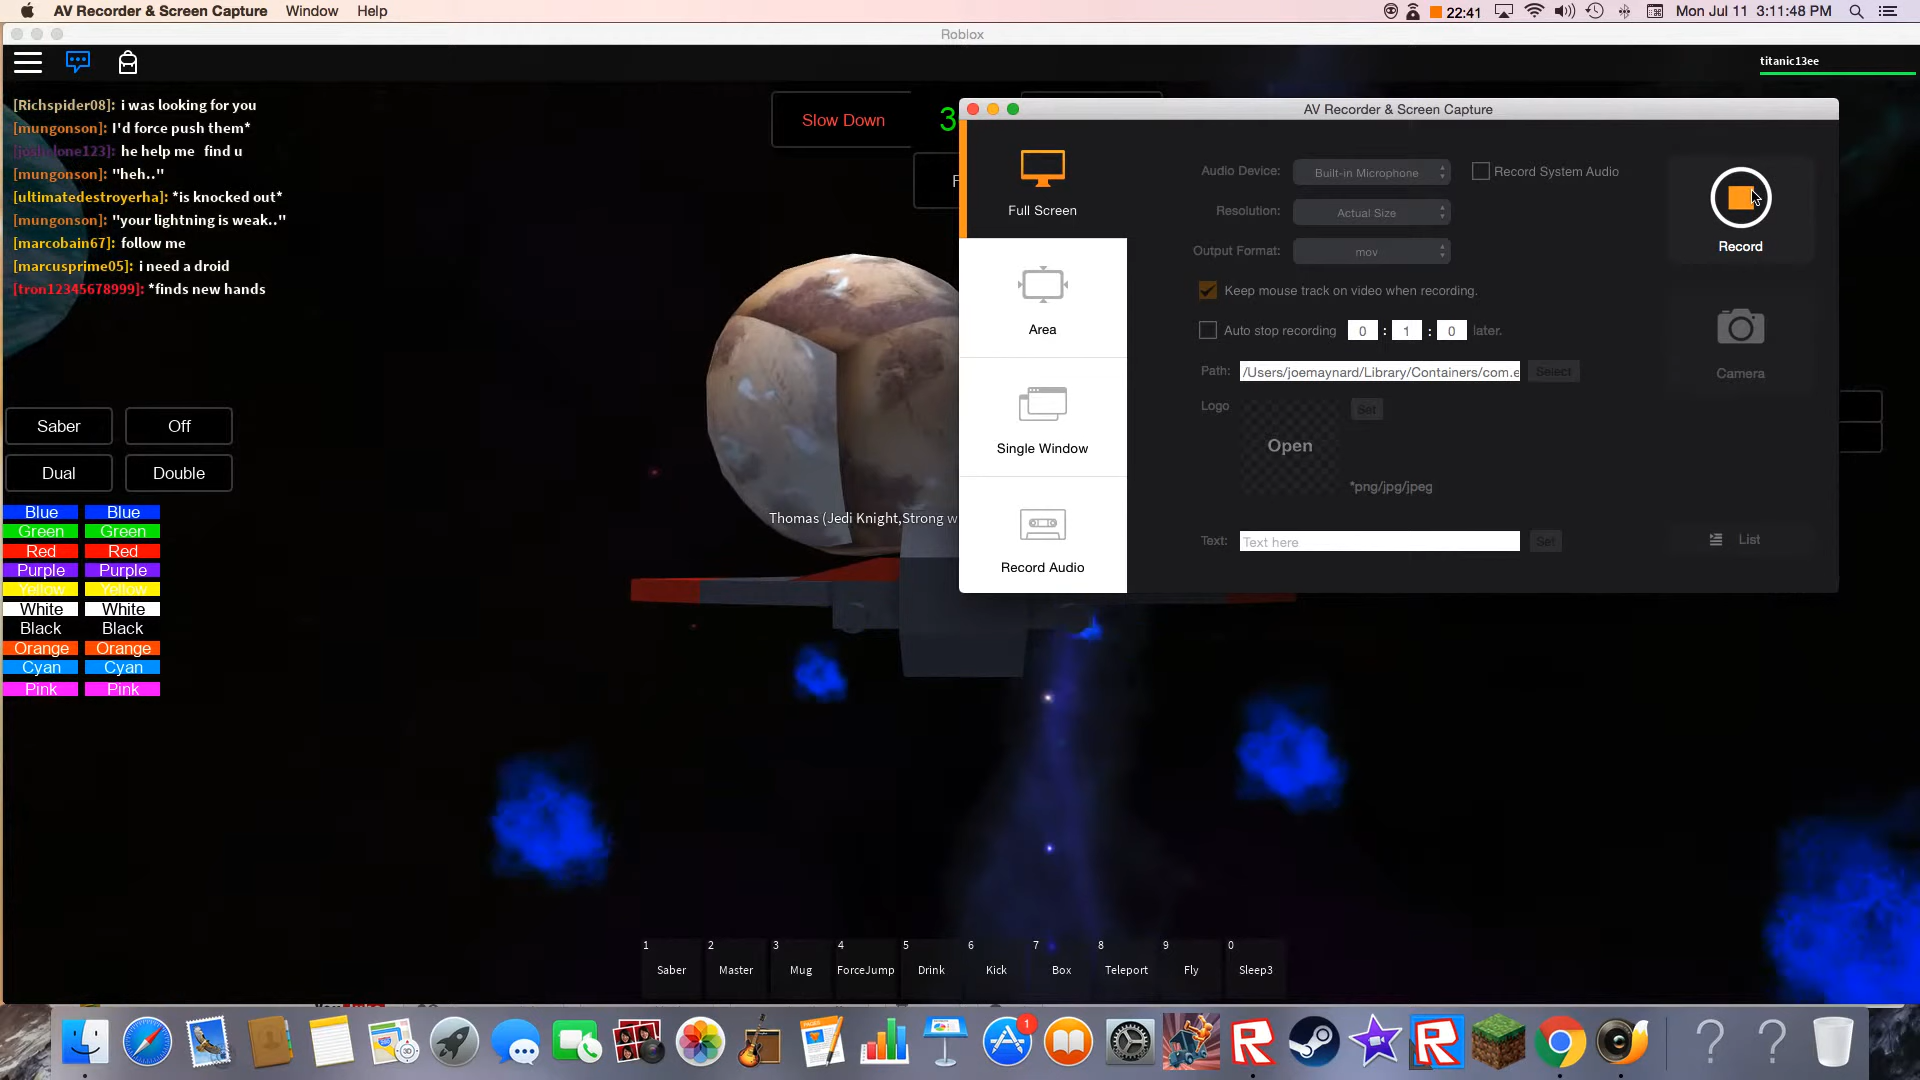 AV Recorder & Screen Capture Window Help
22:41 Mon Jul 11 3:11:48 PM
Roblox
titanic13ee
[Richspider08]: i was looking for you
[mungonson]: I'd force push them*
he help me find u
[mungonson]: "heh.."
[ultimatedestroyerha]: *is knocked out*
[mungonson]: "your lightning is weak.."
[marcobain67]: follow me
[marcusprime05]: i need a droid
[tron12345678999]: *finds new hands
Saber Off
Dual Double
Blue Blue
Green Green
Red Red
Purple Purple
Yellow Yellow
White White
Black Black
Orange Orange
Cyan Cyan
Pink Pink
Slow Down
3
F
Thomas (Jedi Knight,Strong w
AV Recorder & Screen Capture
Full Screen
Area
Single Window
Record Audio
Audio Device: Built-in Microphone Record System Audio
Resolution: Actual Size
Output Format: mov
Keep mouse track on video when recording.
Auto stop recording 0 : 1 : 0 later.
Path: /Users/joemaynard/Library/Containers/com.e Select
Logo Set
Open
*png/jpg/jpeg
Text: Text here Set
Record
Camera
List
1 2 3 4 5 6 7 8 9 0
Saber Master Mug ForceJump Drink Kick Box Teleport Fly Sleep3
1